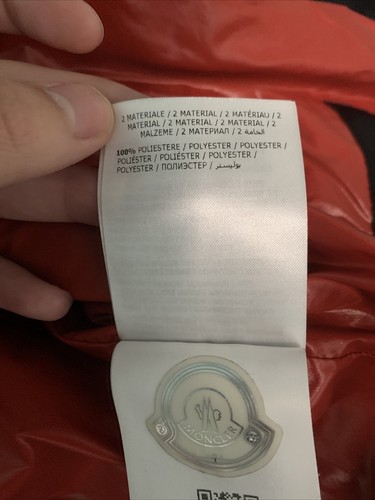 2 MATERIALE / 2 MATERIAL / 2 MATÉRIAU / 2
MATERIAL / 2 MATERIAL / 2 MATERIAL / 2
MALZEME / 2 МАТЕРИАЛ / 2 الخامة
100% POLIESTERE / POLYESTER / POLYESTER /
POLIÉSTER / POLIÉSTER / POLYESTER /
POLYESTER / ПОЛИЭСТЕР / بوليستر
MONCLER